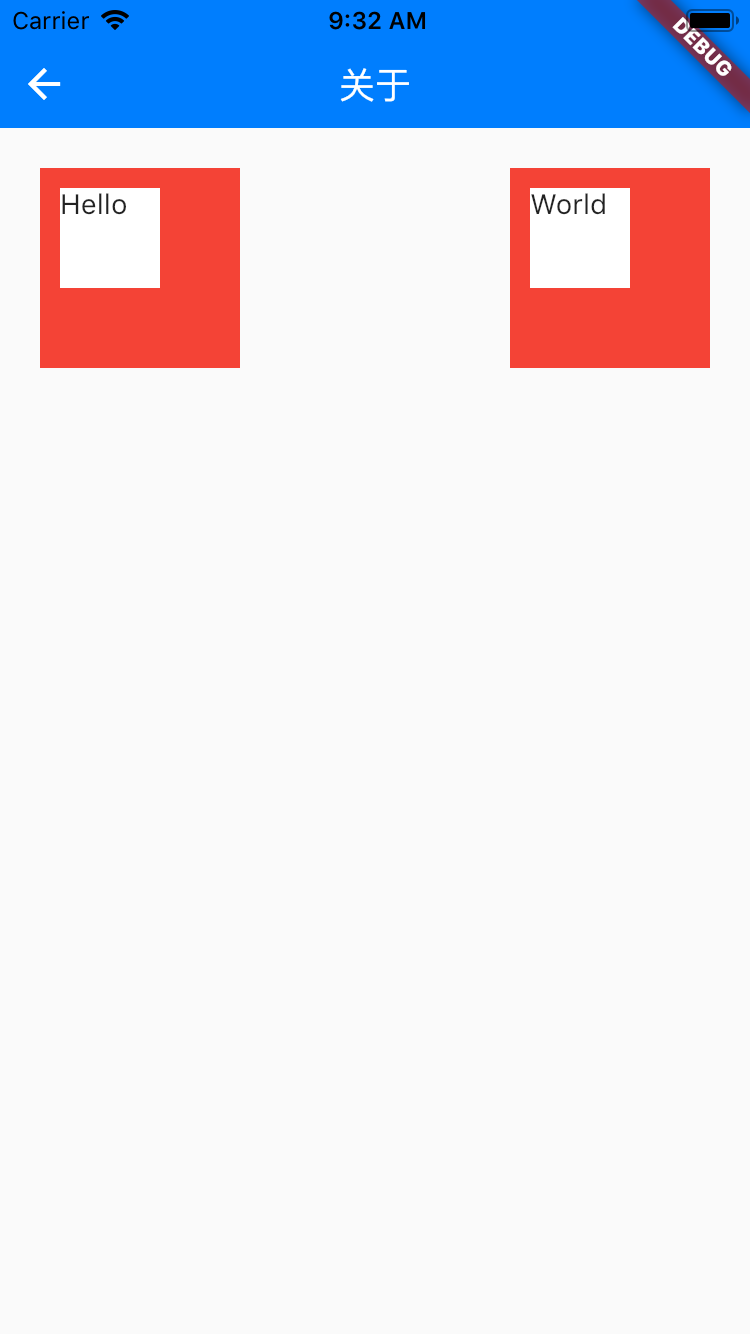 Carrier 9:32 AM
DEBUG
关于
Hello World